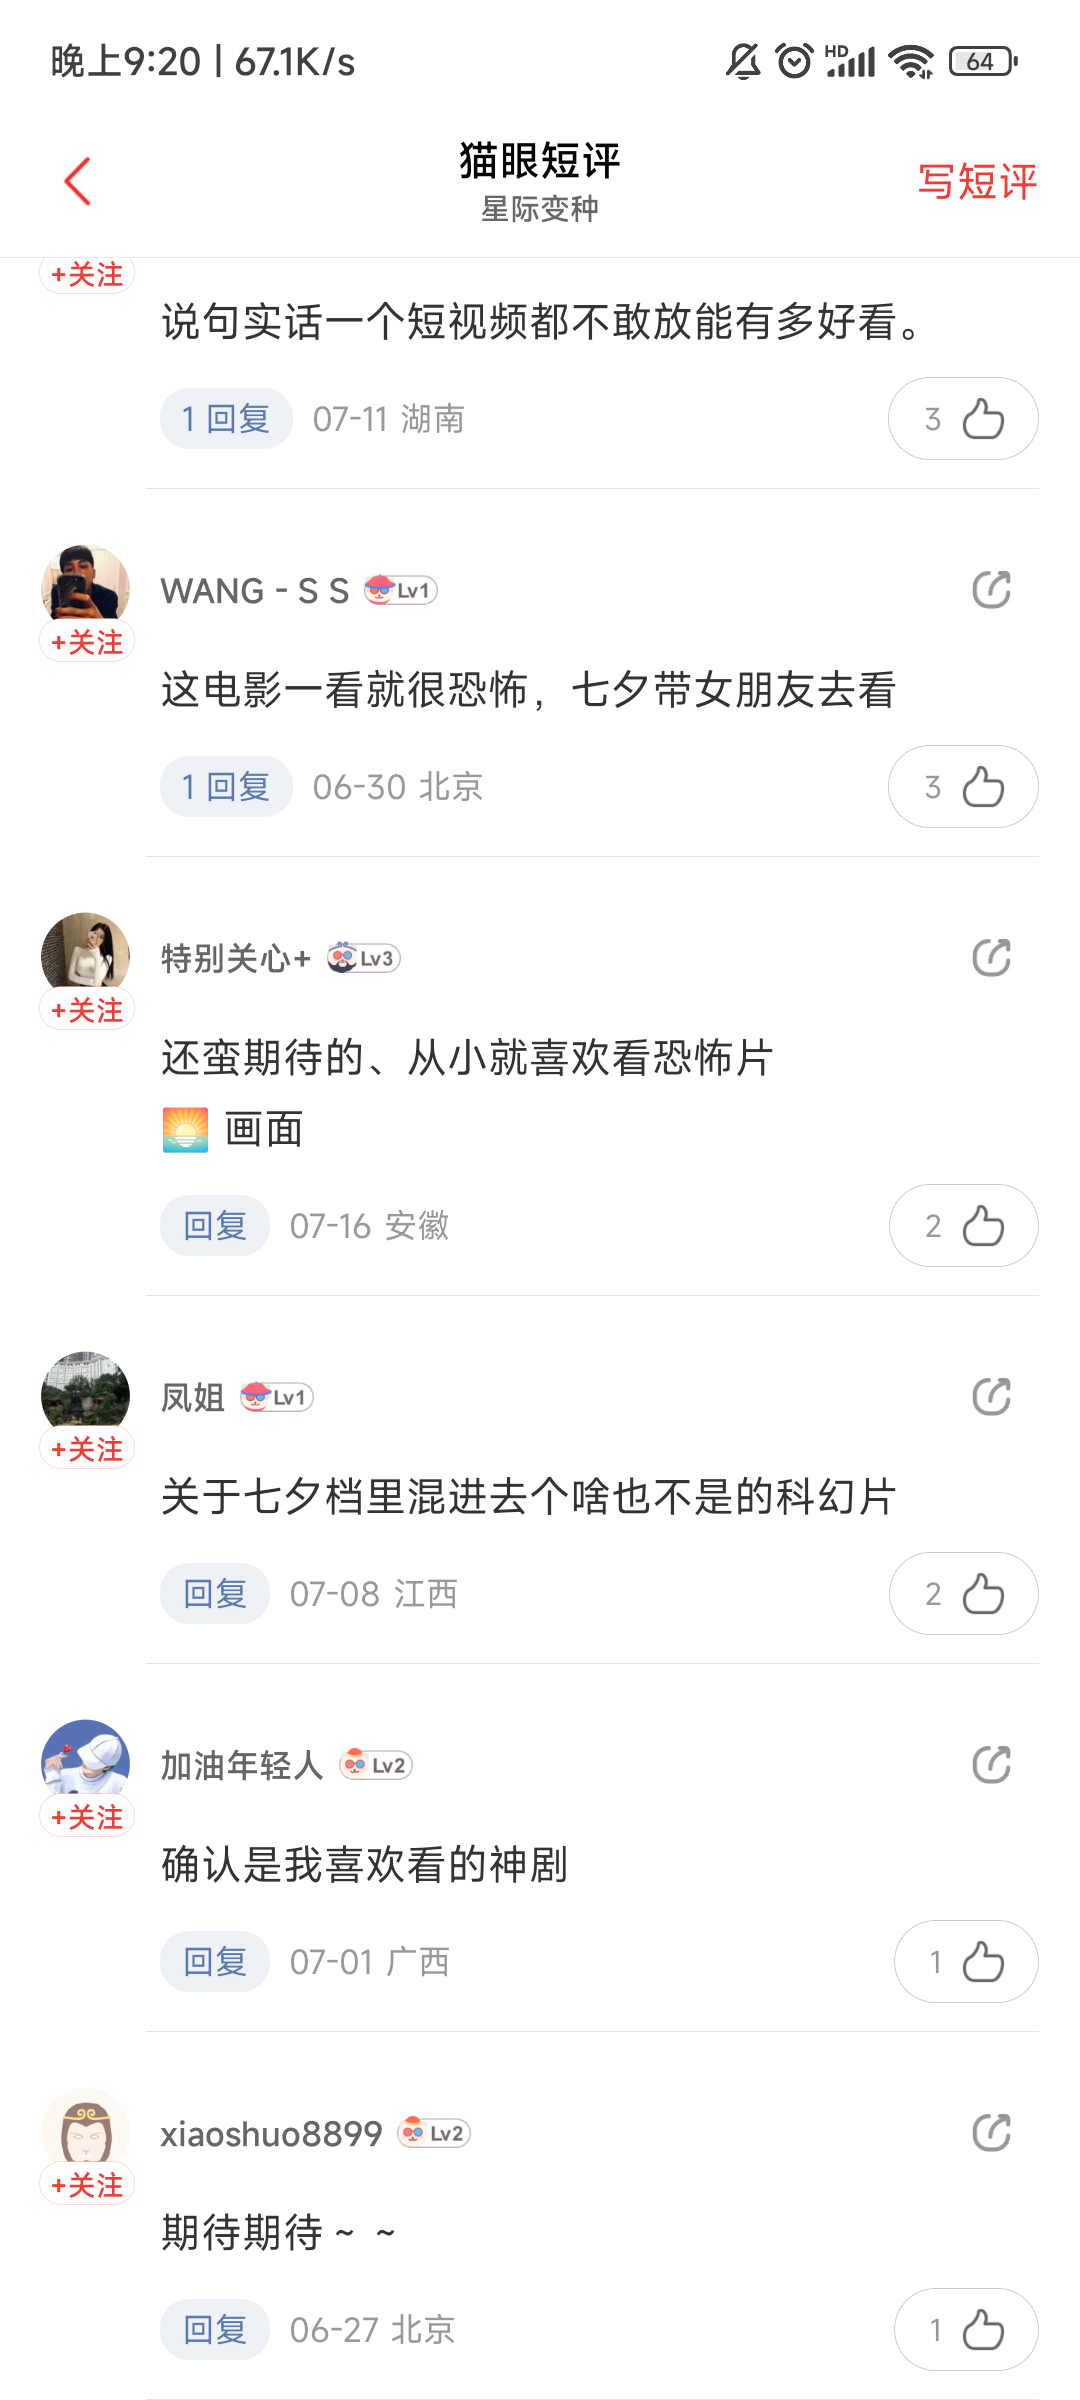 晚上9:20 | 67.1K/s
HD
64
猫眼短评
写短评
星际变种
+关注
说句实话一个短视频都不敢放能有多好看。
1 回复 07-11 湖南
3
WANG - S S Lv1
+关注
这电影一看就很恐怖，七夕带女朋友去看
1 回复 06-30 北京
3
特别关心+ Lv3
+关注
还蛮期待的、从小就喜欢看恐怖片
🌅 画面
回复 07-16 安徽
2
凤姐 Lv1
+关注
关于七夕档里混进去个啥也不是的科幻片
回复 07-08 江西
2
加油年轻人 Lv2
+关注
确认是我喜欢看的神剧
回复 07-01 广西
1
xiaoshuo8899 Lv2
+关注
期待期待～ ～
回复 06-27 北京
1